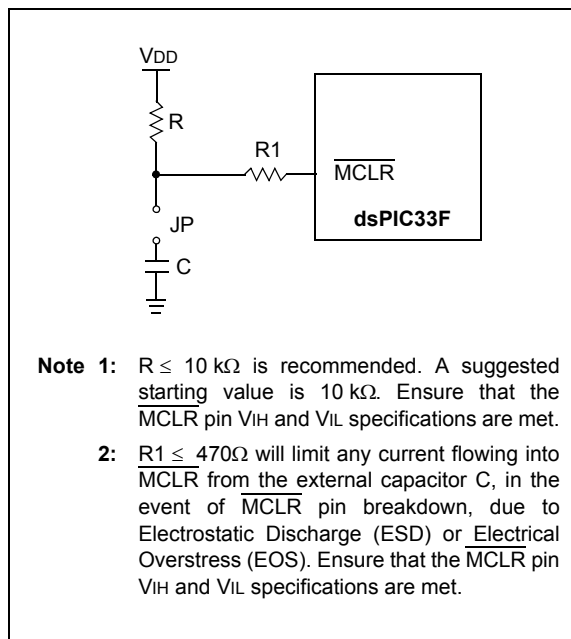 VDD
R
R1
MCLR
dsPIC33F
JP
C
Note 1: R ≤ 10 kΩ is recommended. A suggested
starting value is 10 kΩ. Ensure that the
MCLR pin VIH and VIL specifications are met.
2: R1 ≤ 470Ω will limit any current flowing into
MCLR from the external capacitor C, in the
event of MCLR pin breakdown, due to
Electrostatic Discharge (ESD) or Electrical
Overstress (EOS). Ensure that the MCLR pin
VIH and VIL specifications are met.